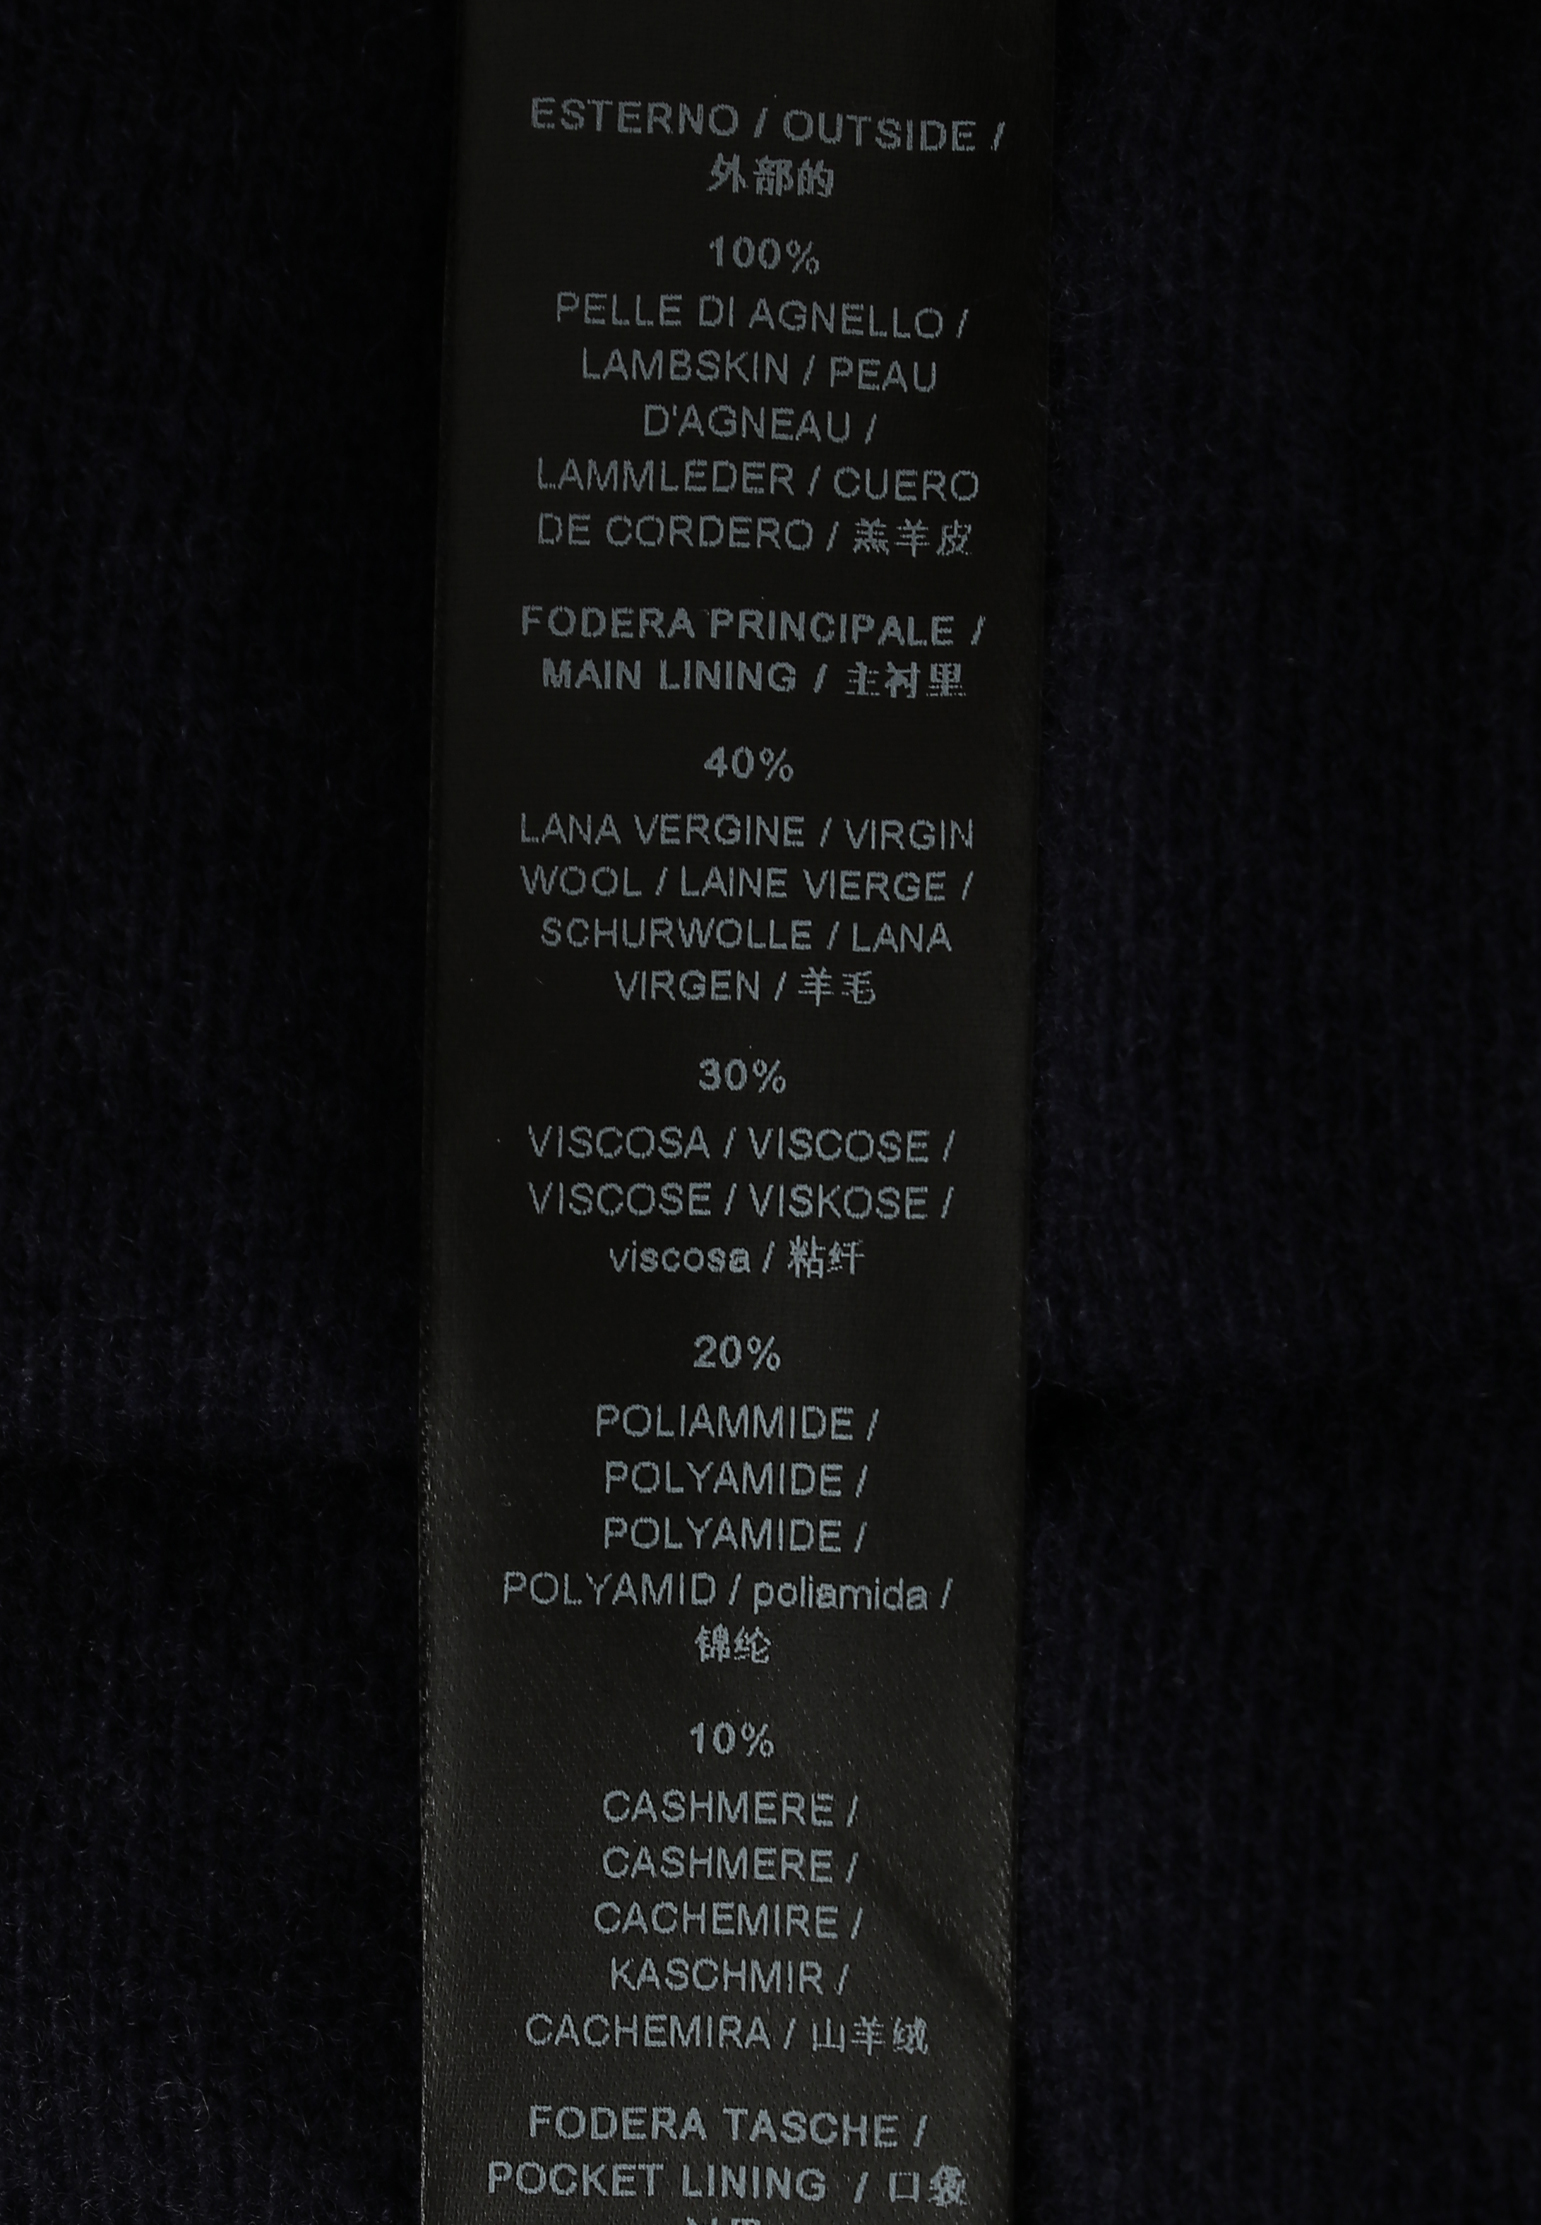 ESTERNO / OUTSIDE /
外部的
100%
PELLE DI AGNELLO /
LAMBSKIN / PEAU
D'AGNEAU /
LAMMLEDER / CUERO
DE CORDERO / 羔羊皮
FODERA PRINCIPALE /
MAIN LINING / 主衬里
40%
LANA VERGINE / VIRGIN
WOOL / LAINE VIERGE /
SCHURWOLLE / LANA
VIRGEN / 羊毛
30%
VISCOSA / VISCOSE /
VISCOSE / VISKOSE /
viscosa / 粘纤
20%
POLIAMMIDE /
POLYAMIDE /
POLYAMIDE /
POLYAMID / poliamida /
锦纶
10%
CASHMERE /
CASHMERE /
CACHEMIRE /
KASCHMIR /
CACHEMIRA / 山羊绒
FODERA TASCHE /
POCKET LINING / 口袋